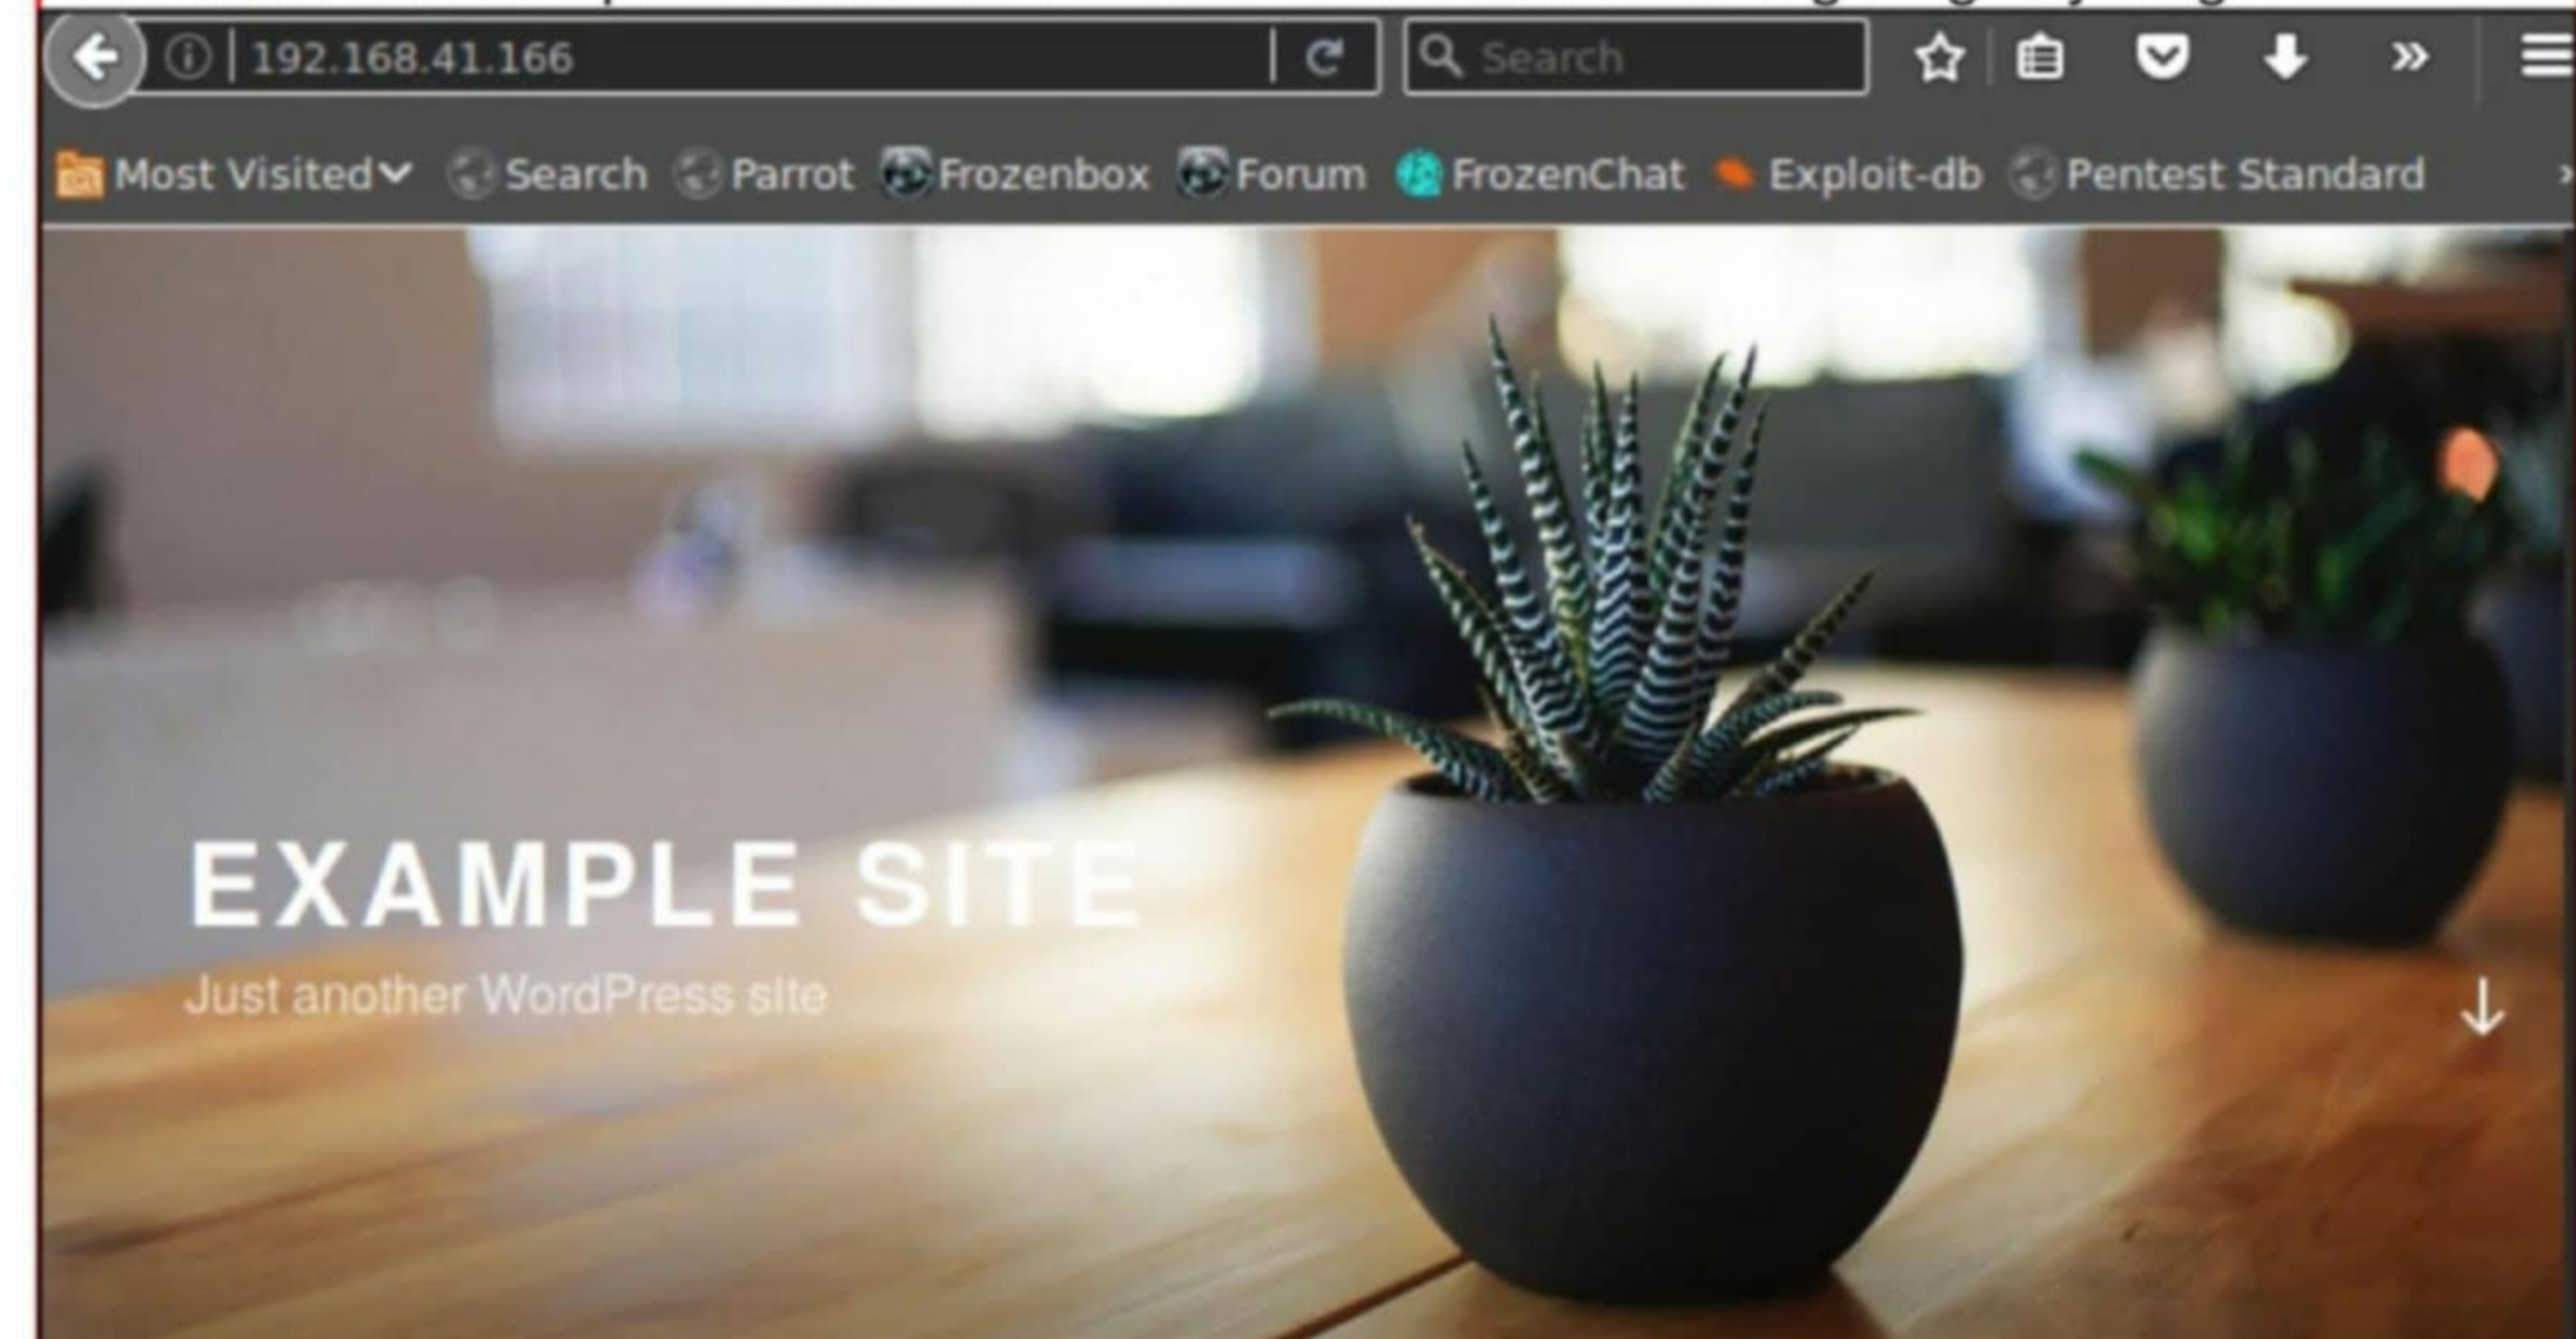 192.168.41.166 Search
Most Visited Search Parrot Frozenbox Forum FrozenChat Exploit-db Pentest Standard
EXAMPLE SITE
Just another WordPress site